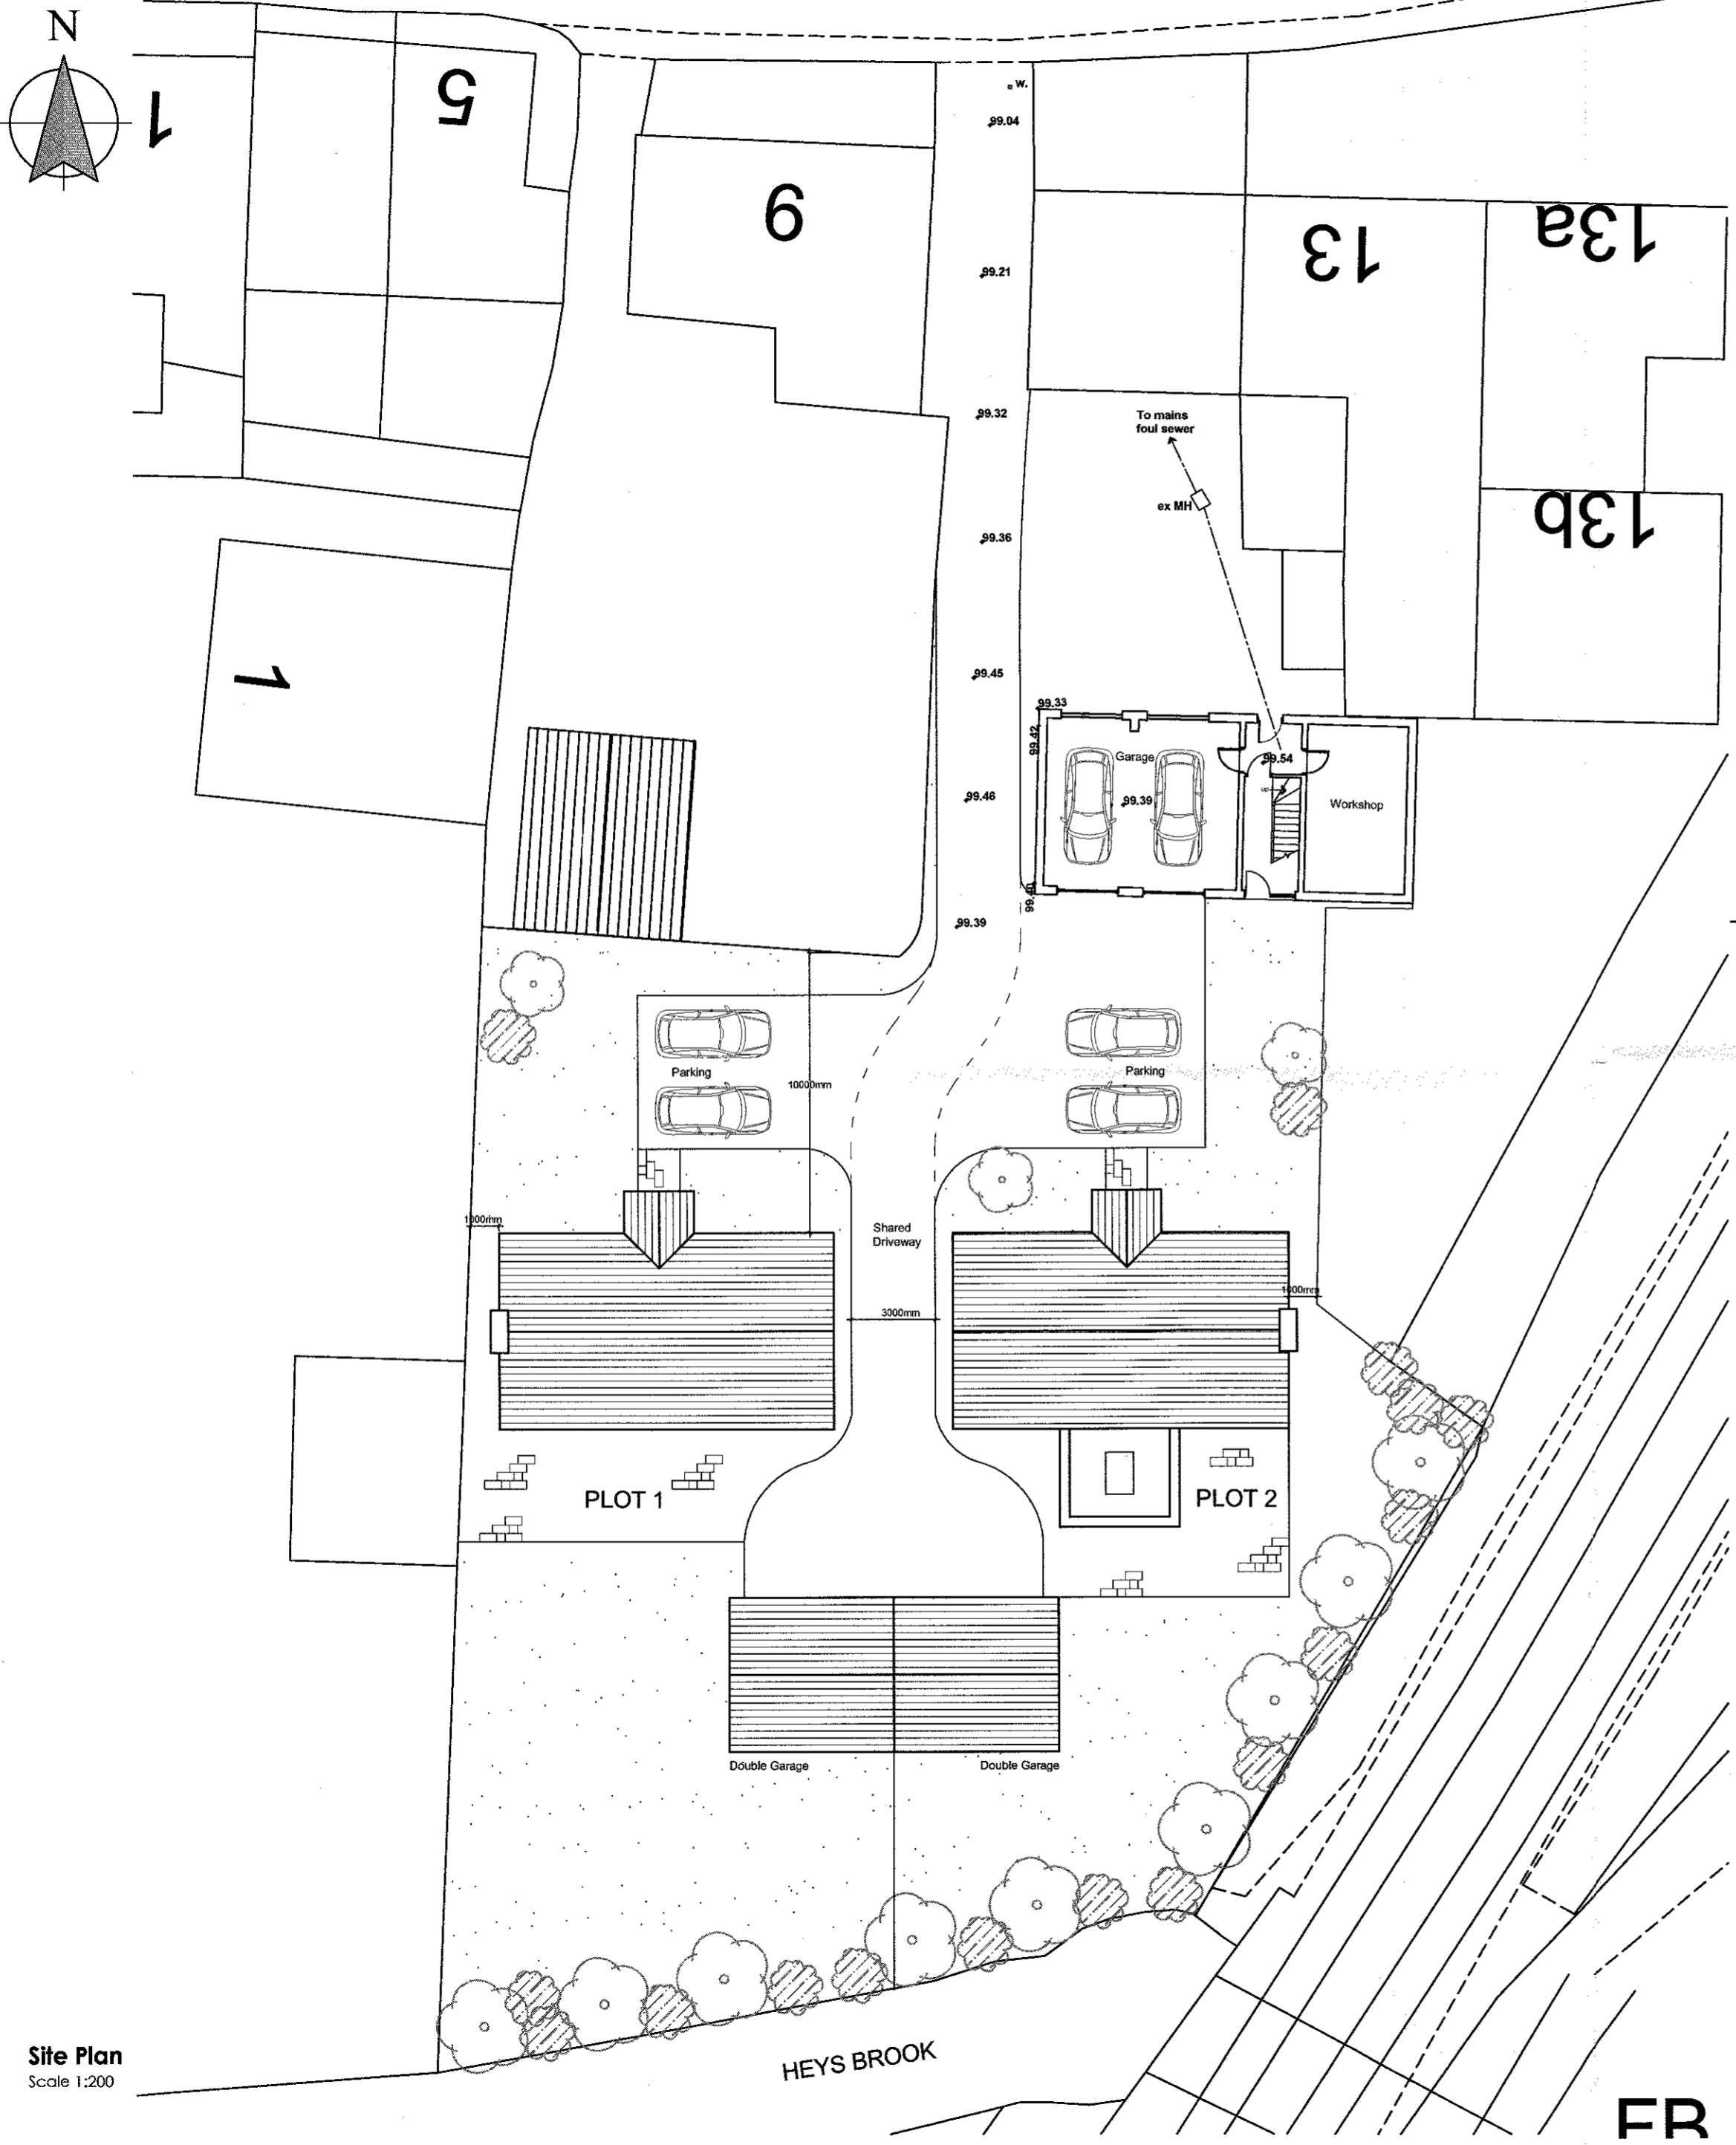 N
1
5
9
13
13a
13b
1
W.
99.04
99.21
99.32
To mains
foul sewer
ex MH
99.36
99.45
99.33
99.42
Garage
99.54
99.39
99.46
Workshop
99.40
99.39
Parking
10000mm
Parking
1000mm
Shared
Driveway
1000mm
3000mm
PLOT 1
PLOT 2
Double Garage
Double Garage
HEYS BROOK
Site Plan
Scale 1:200